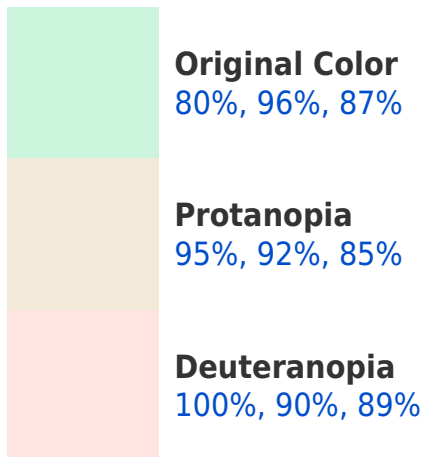 Original Color
80%, 96%, 87%
Protanopia
95%, 92%, 85%
Deuteranopia
100%, 90%, 89%